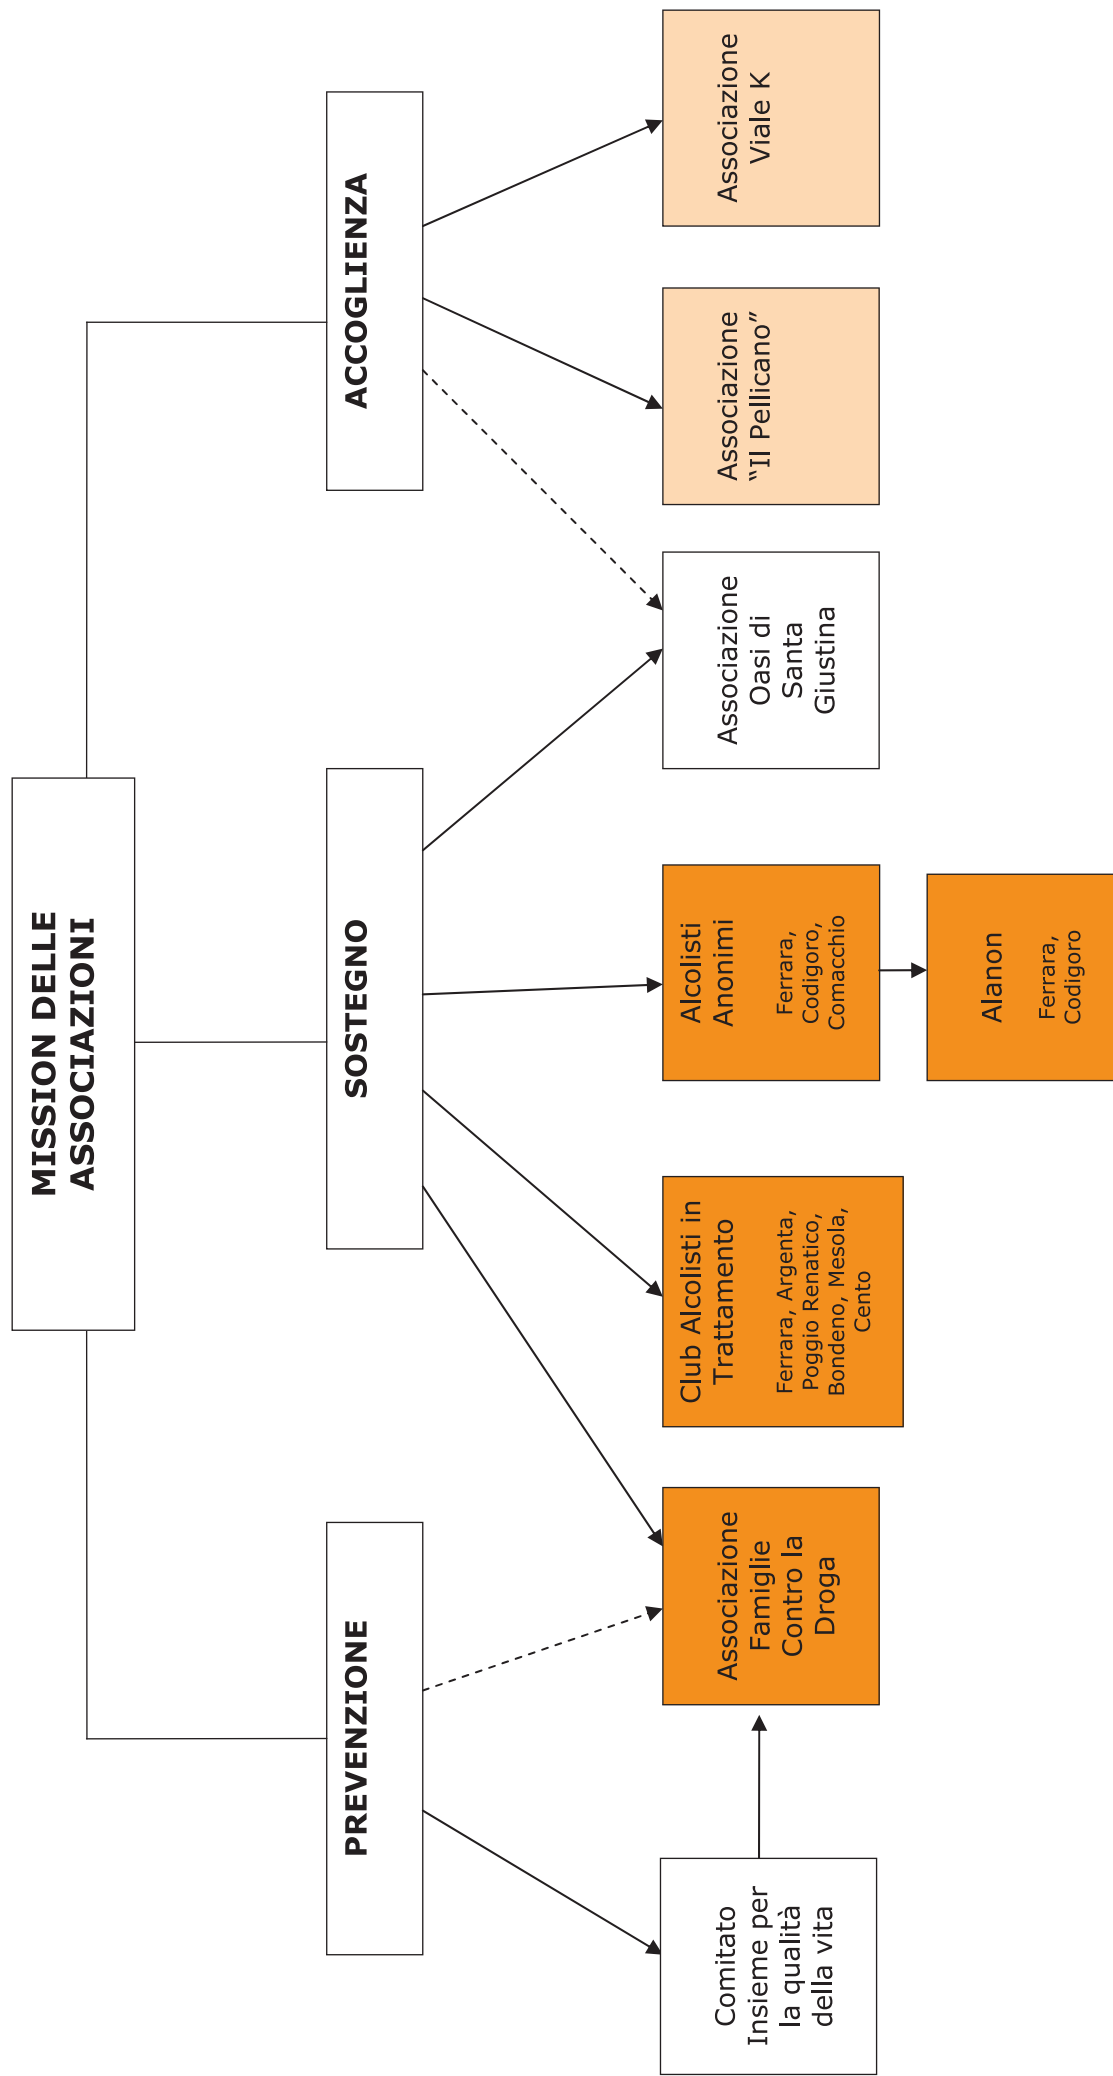 MISSION DELLE
ASSOCIAZIONI
PREVENZIONE
SOSTEGNO
ACCOGLIENZA
Comitato
Insieme per
la qualità
della vita
Associazione
Famiglie
Contro la
Droga
Club Alcolisti in
Trattamento
Ferrara, Argenta,
Poggio Renatico,
Bondeno, Mesola,
Cento
Alcolisti
Anonimi
Ferrara,
Codigoro,
Comacchio
Associazione
Oasi di
Santa
Giustina
Associazione
“Il Pellicano”
Associazione
Viale K
Alanon
Ferrara,
Codigoro